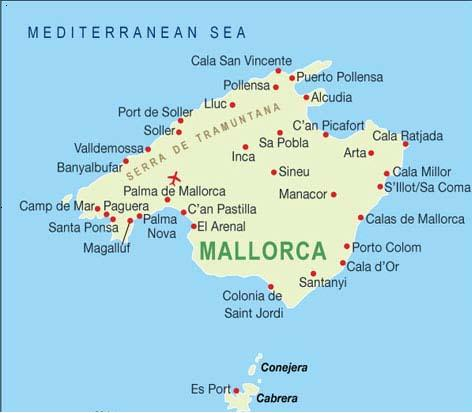 MEDITERRANEAN SEA
Cala San Vincente
Puerto Pollensa
Pollensa
Alcudia
Lluc
Port de Soller
Soller
SERRA DE TRAMUNTANA
C'an Picafort
Cala Ratjada
Sa Pobla
Valldemossa
Inca
Arta
Banyalbufar
Sineu
Cala Millor
S'Illot/Sa Coma
Palma de Mallorca
Manacor
Camp de Mar
Paguera
C'an Pastilla
Santa Ponsa
Palma
Nova
El Arenal
Calas de Mallorca
Magalluf
MALLORCA
Porto Colom
Cala d'Or
Santanyi
Colonia de
Saint Jordi
Conejera
Es Port
Cabrera